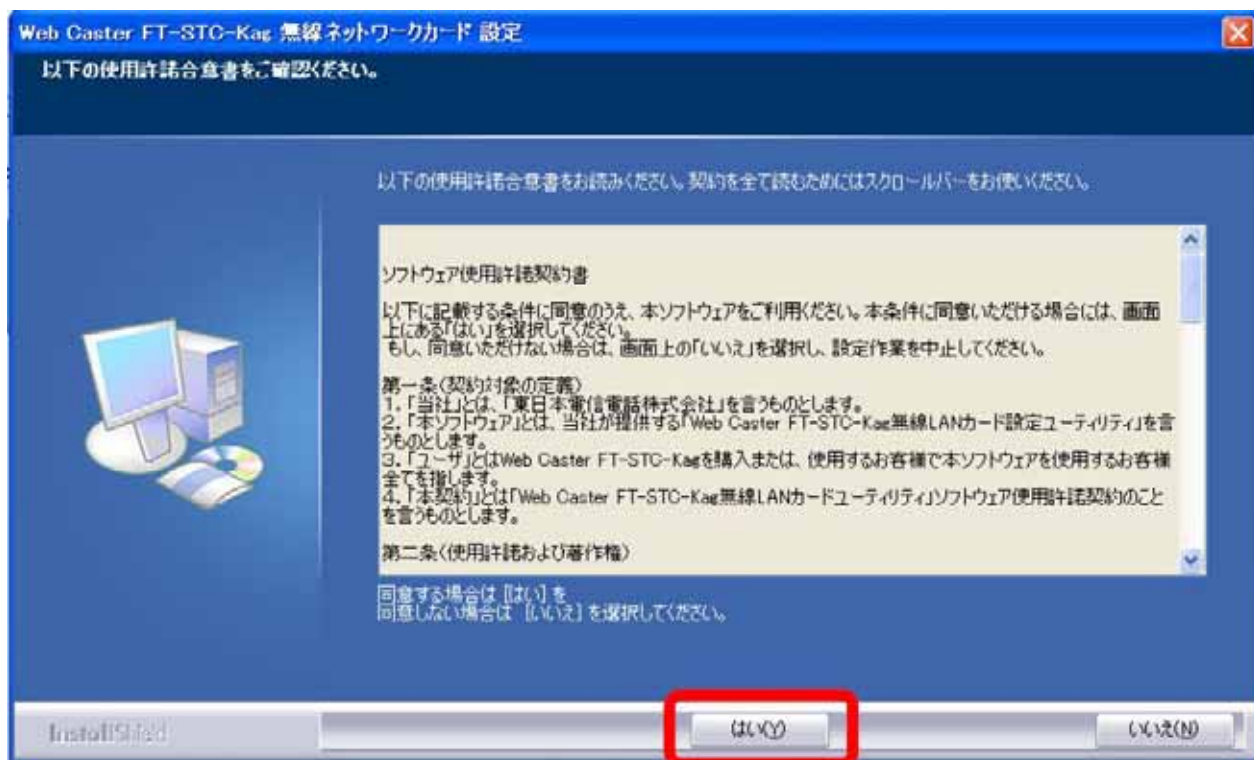 Web Caster FT-STC-Kag 無線ネットワークカード 設定
以下の使用許諾合意書をご確認ください。
以下の使用許諾合意書をお読みください。契約を全て読むためにはスクロールバーをお使いください。
ソフトウェア使用許諾契約書
以下に記載する条件に同意のうえ、本ソフトウェアをご利用ください。本条件に同意いただける場合には、画面
上にある「はい」を選択してください。
もし、同意いただけない場合は、画面上の「いいえ」を選択し、設定作業を中止してください。
第一条(契約対象の定義)
1.「当社」とは、「東日本電信電話株式会社」を言うものとします。
2.「本ソフトウェア」とは、当社が提供する「Web Caster FT-STC-Kag無線LANカード設定ユーティリティ」を言
うものとします。
3.「ユーザ」とはWeb Caster FT-STC-Kagを購入または、使用するお客様で本ソフトウェアを使用するお客様
全てを指します。
4.「本契約」とは「Web Caster FT-STC-Kag無線LANカードユーティリティ」ソフトウェア使用許諾契約のこと
を言うものとします。
第二条(使用許諾および著作権)
同意する場合は [はい] を
同意しない場合は [いいえ] を選択してください。
InstallShield
はい(Y)
いいえ(N)